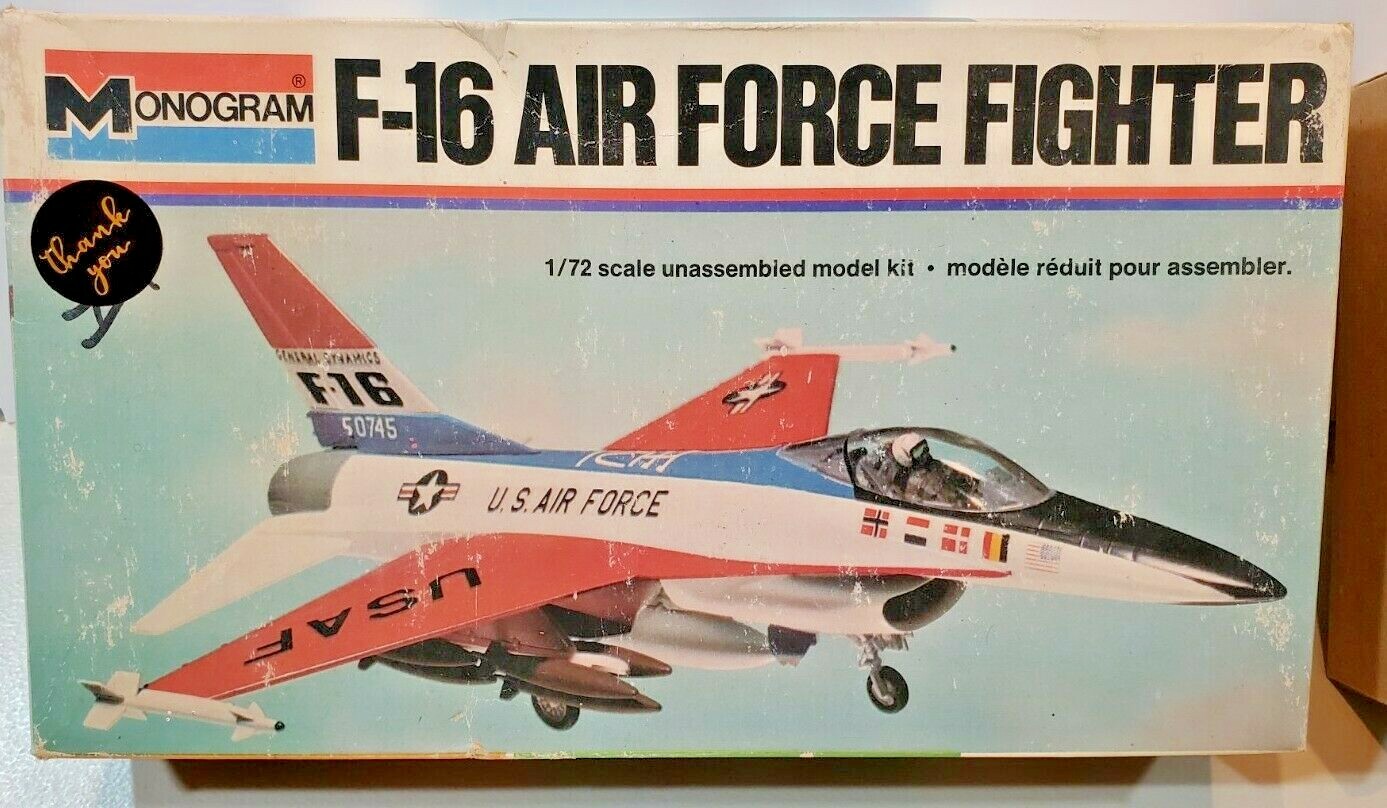 MONOGRAM®
F-16 AIR FORCE FIGHTER
Thank
you
1/72 scale unassembled model kit • modèle réduit pour assembler.
GENERAL DYNAMICS
F-16
50745
U.S. AIR FORCE
USAF